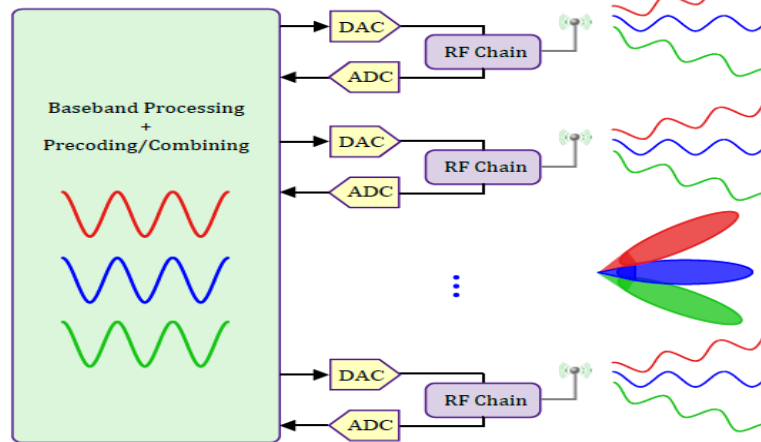 DAC
RF Chain
ADC
Baseband Processing
+
Precoding/Combining
DAC
RF Chain
ADC
DAC
RF Chain
ADC